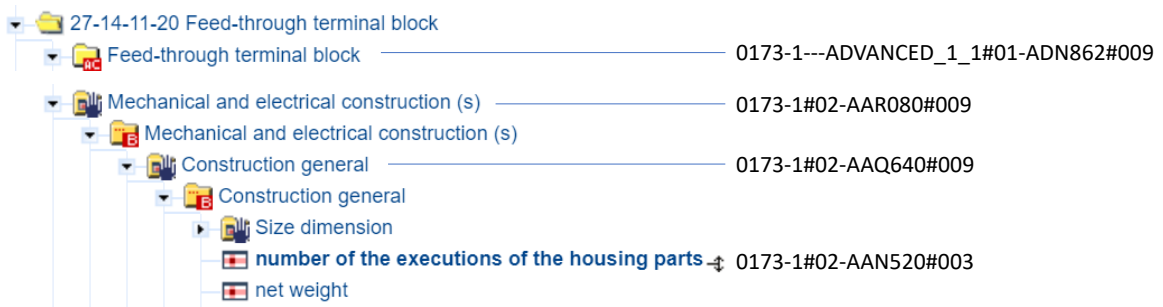 27-14-11-20 Feed-through terminal block
AC Feed-through terminal block 0173-1---ADVANCED_1_1#01-ADN862#009
Mechanical and electrical construction (s) 0173-1#02-AAR080#009
B Mechanical and electrical construction (s)
Construction general 0173-1#02-AAQ640#009
B Construction general
Size dimension
number of the executions of the housing parts 0173-1#02-AAN520#003
net weight